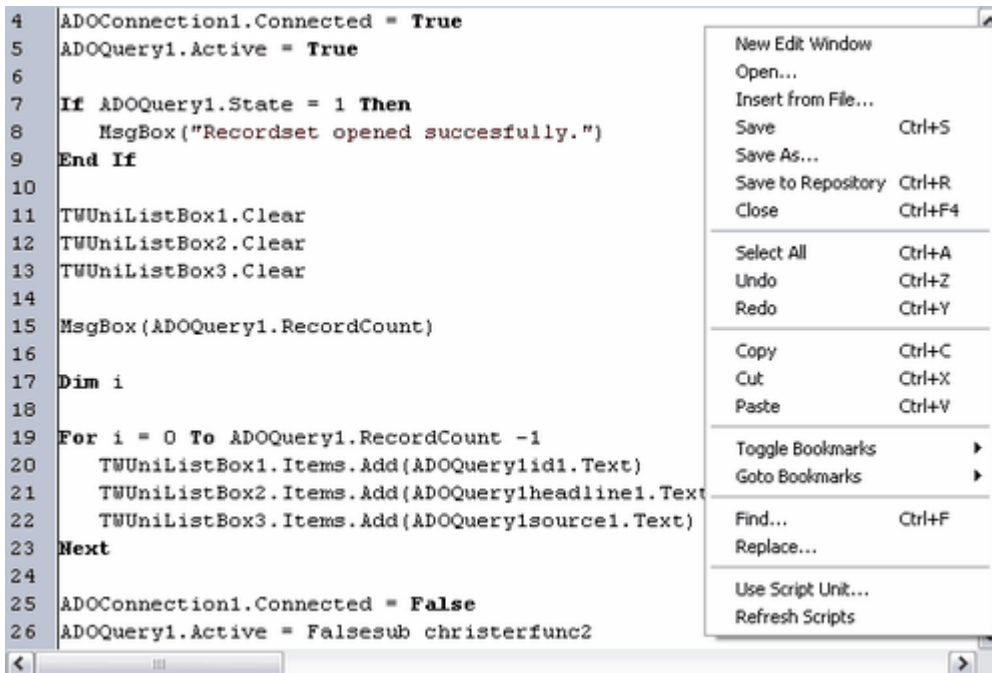 4 ADOConnection1.Connected = True
5 ADOQuery1.Active = True
6
7 If ADOQuery1.State = 1 Then
8 MsgBox("Recordset opened succesfully.")
9 End If
10
11 TWUniListBox1.Clear
12 TWUniListBox2.Clear
13 TWUniListBox3.Clear
14
15 MsgBox(ADOQuery1.RecordCount)
16
17 Dim i
18
19 For i = 0 To ADOQuery1.RecordCount -1
20 TWUniListBox1.Items.Add(ADOQuery1id1.Text)
21 TWUniListBox2.Items.Add(ADOQuery1headline1.Text
22 TWUniListBox3.Items.Add(ADOQuery1source1.Text)
23 Next
24
25 ADOConnection1.Connected = False
26 ADOQuery1.Active = Falsesub christerfunc2
New Edit Window
Open...
Insert from File...
Save Ctrl+S
Save As...
Save to Repository Ctrl+R
Close Ctrl+F4
Select All Ctrl+A
Undo Ctrl+Z
Redo Ctrl+Y
Copy Ctrl+C
Cut Ctrl+X
Paste Ctrl+V
Toggle Bookmarks
Goto Bookmarks
Find... Ctrl+F
Replace...
Use Script Unit...
Refresh Scripts